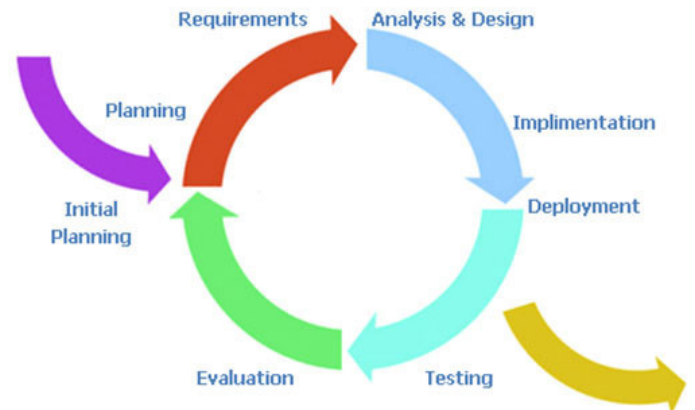 Requirements
Analysis & Design
Planning
Implimentation
Initial
Planning
Deployment
Evaluation
Testing